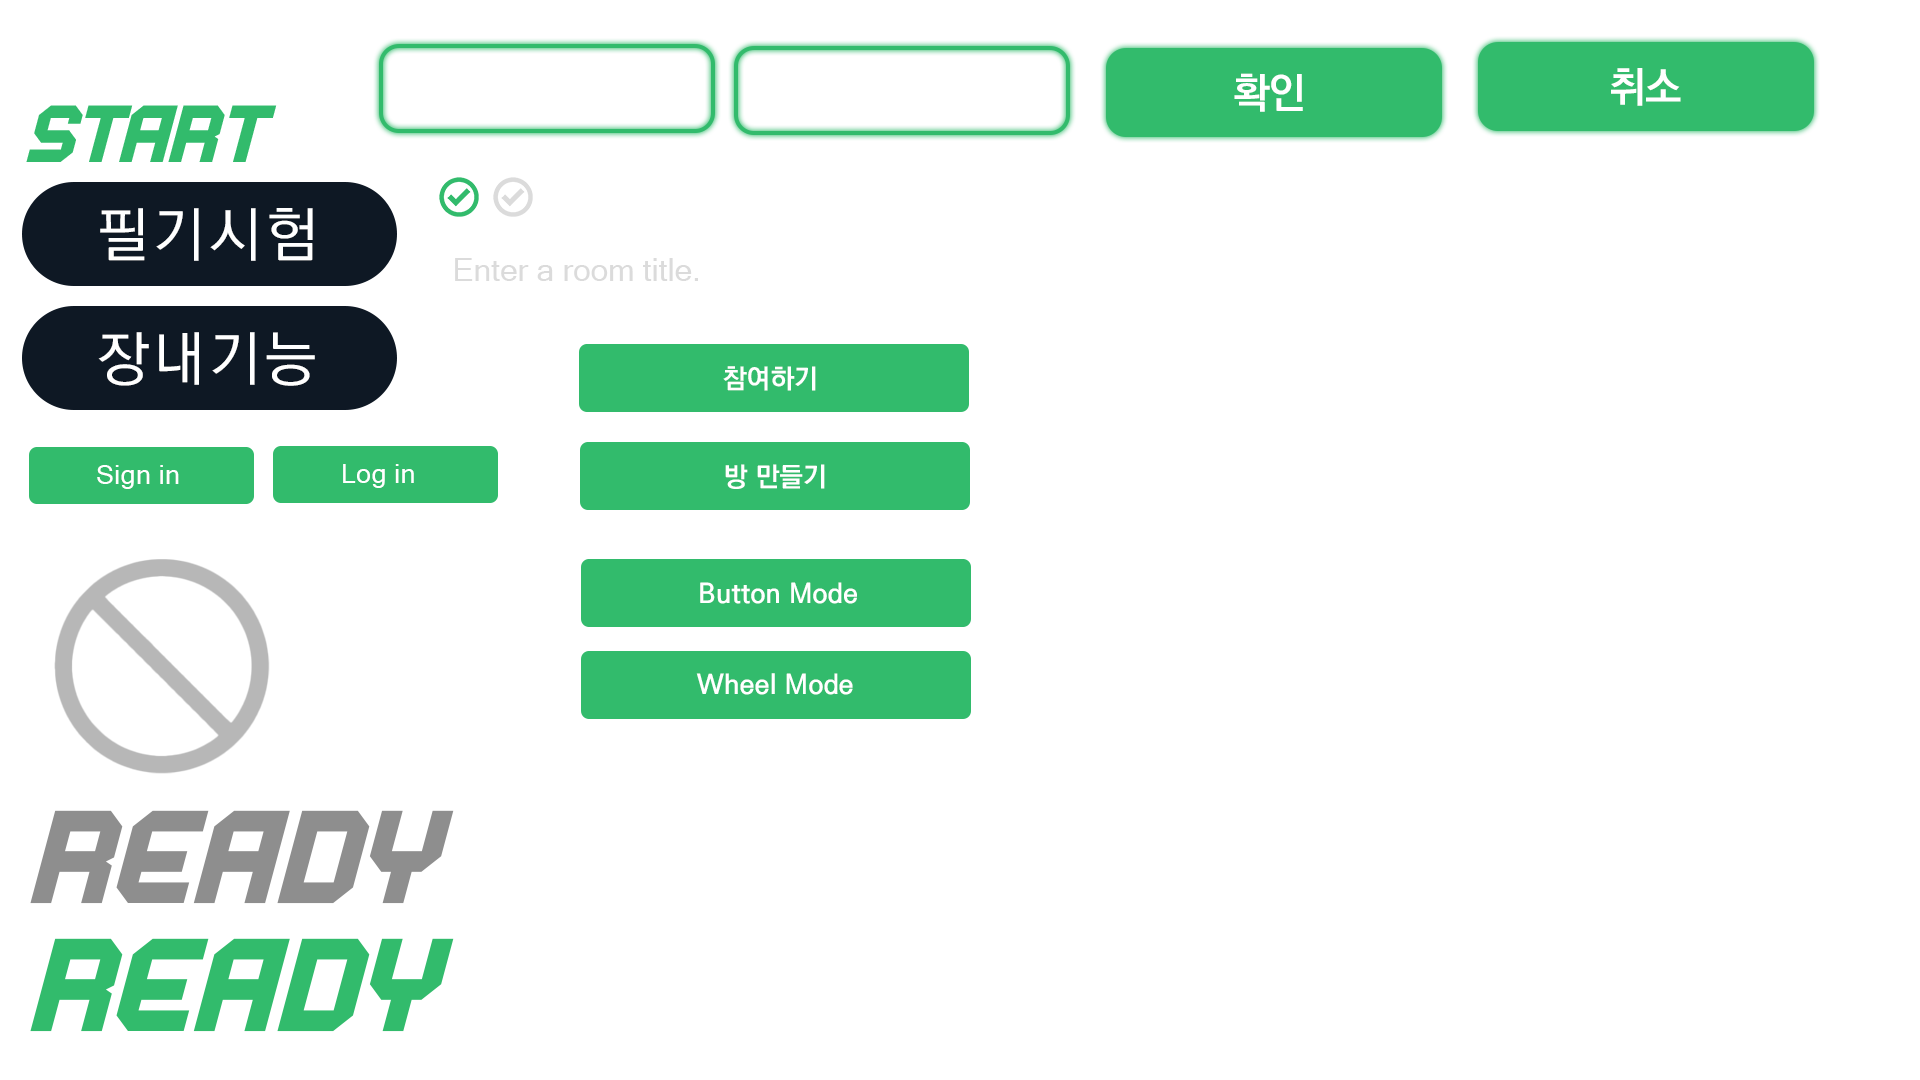 START
확인
취소
필기시험
Enter a room title.
장내기능
참여하기
Sign in
Log in
방 만들기
Button Mode
Wheel Mode
READY
READY